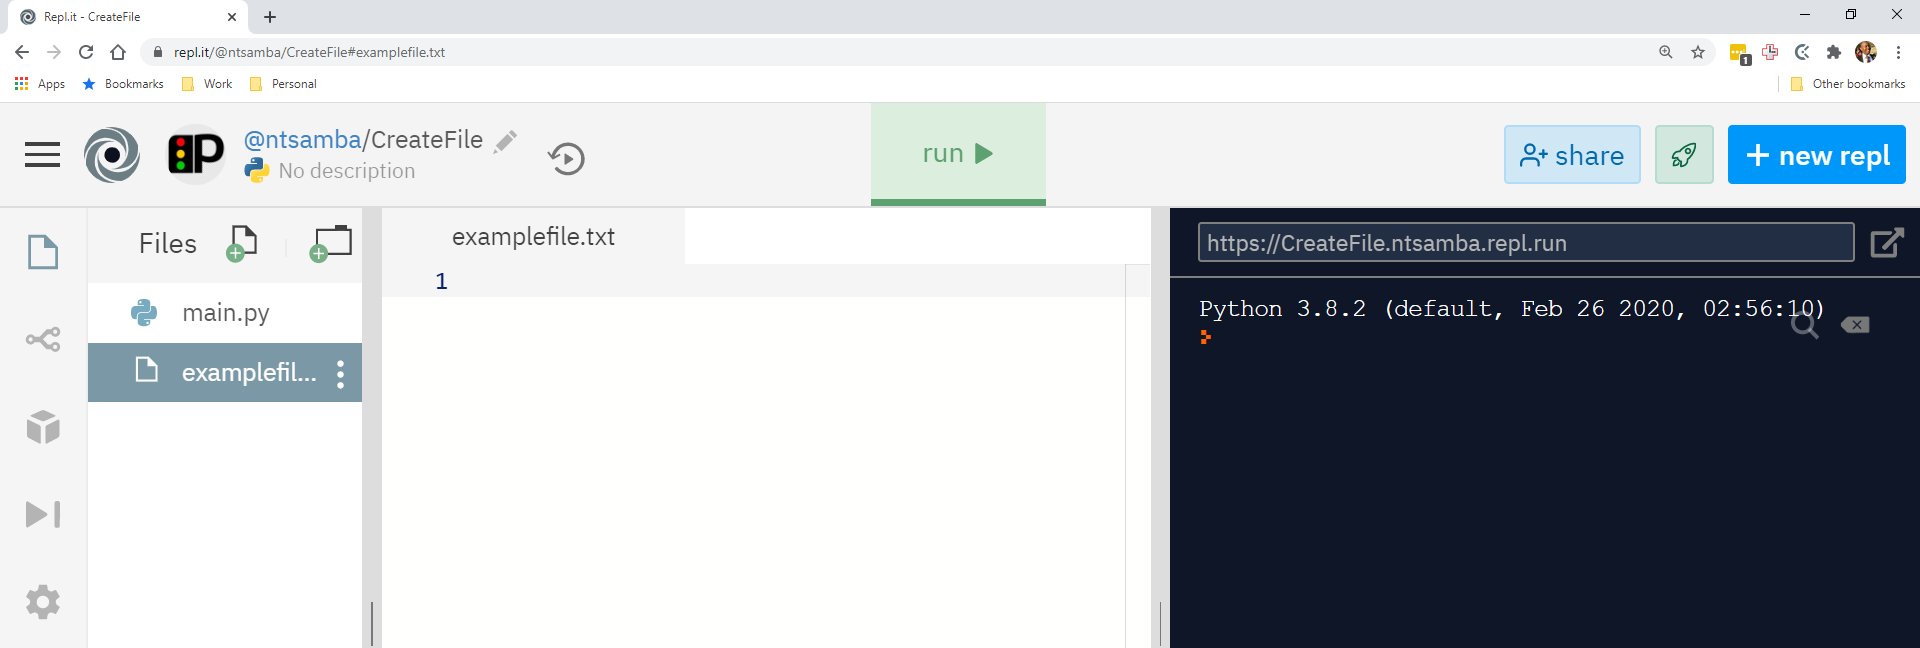 Repl.it - CreateFile
repl.it/@ntsamba/CreateFile#examplefile.txt
1
Apps Bookmarks Work Personal Other bookmarks
P
@ntsamba/CreateFile
No description
run
share
+ new repl
Files
main.py
examplefil...
examplefile.txt
1
https://CreateFile.ntsamba.repl.run
Python 3.8.2 (default, Feb 26 2020, 02:56:10)